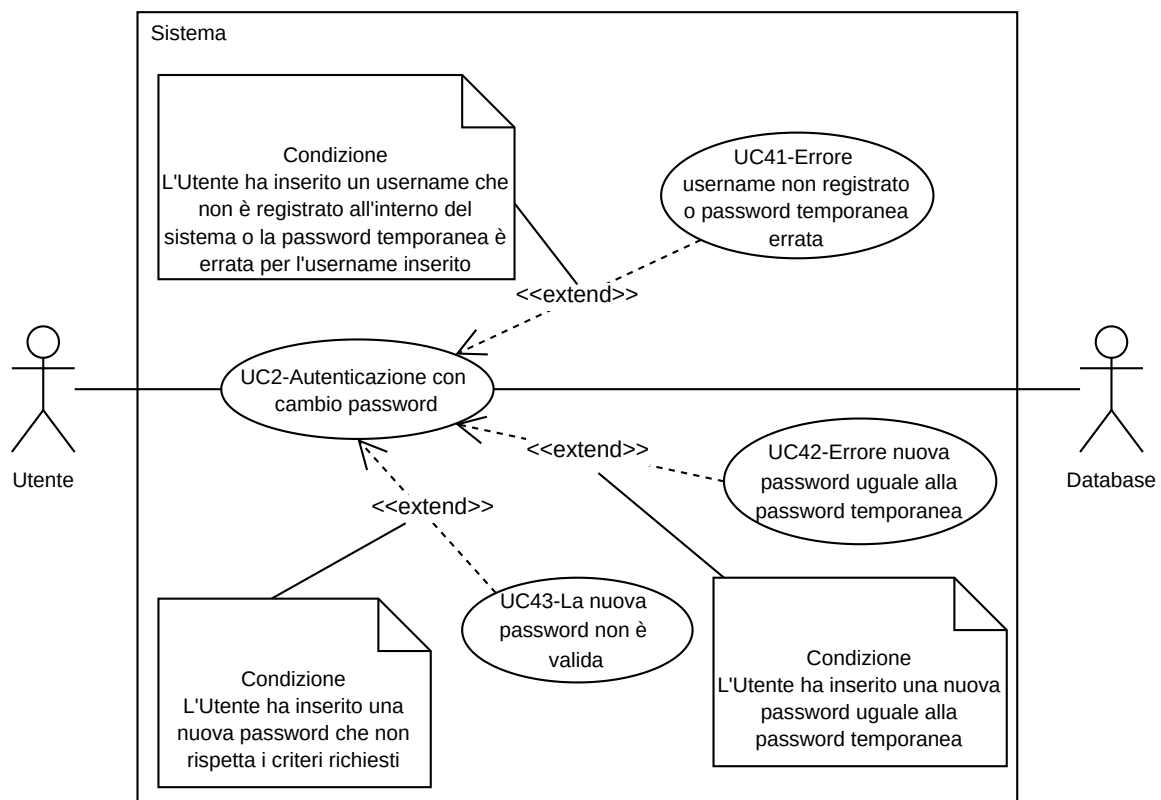 Sistema
Condizione
L'Utente ha inserito un username che
non è registrato all'interno del
sistema o la password temporanea è
errata per l'username inserito
UC41-Errore
username non registrato
o password temporanea
errata
<<extend>>
UC2-Autenticazione con
cambio password
Utente
Database
<<extend>>
UC42-Errore nuova
password uguale alla
password temporanea
<<extend>>
UC43-La nuova
password non è
valida
Condizione
L'Utente ha inserito una
nuova password che non
rispetta i criteri richiesti
Condizione
L'Utente ha inserito una nuova
password uguale alla
password temporanea